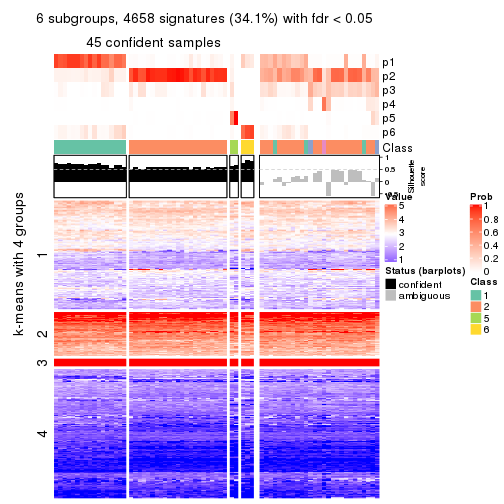 6 subgroups, 4658 signatures (34.1%) with fdr < 0.05
45 confident samples
p1
p2
p3
p4
p5
p6
Class
1
0.5
0
-0.5
Silhouette
score
k-means with 4 groups
1
2
3
4
Value
5
4
3
2
1
Status (barplots)
confident
ambiguous
Prob
1
0.8
0.6
0.4
0.2
0
Class
1
2
5
6